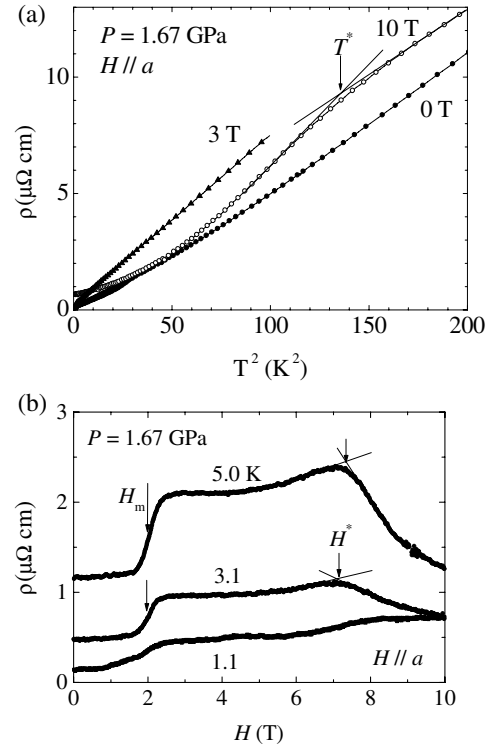 (a)
P = 1.67 GPa
H // a
T*
10 T
3 T
0 T
10
5
0
ρ (μΩ cm)
0 50 100 150 200
T² (K²)
(b)
P = 1.67 GPa
5.0 K
Hm
H*
3.1
1.1
H // a
3
2
1
0
ρ (μΩ cm)
0 2 4 6 8 10
H (T)